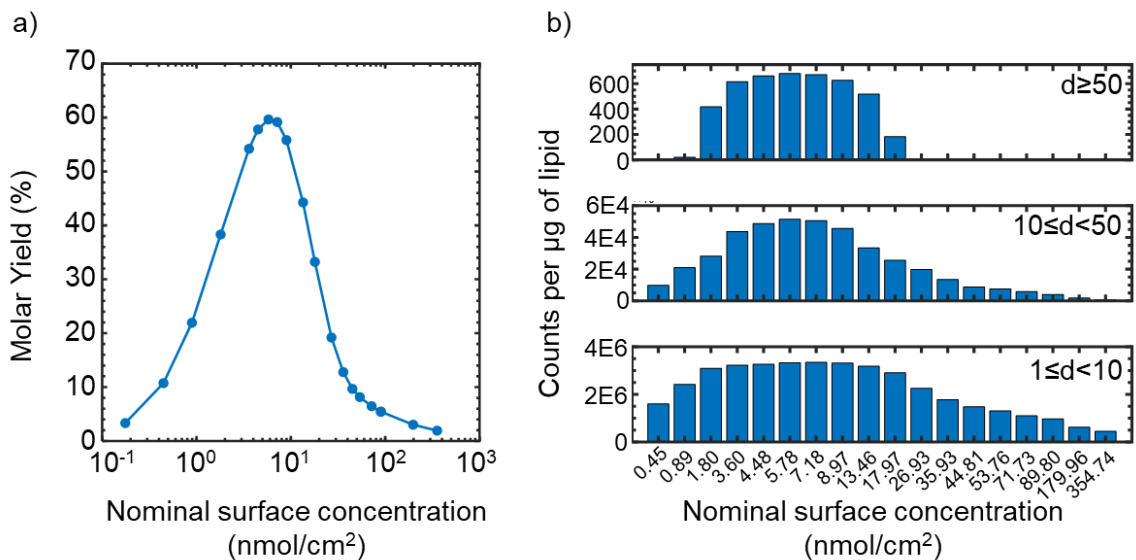 a)
70
60
50
40
30
20
10
0
Molar Yield (%)
10-1 100 101 102 103
Nominal surface concentration
(nmol/cm2)
b)
Counts per µg of lipid
600
400
200
0
d≥50
6E4
4E4
2E4
0
10≤d<50
4E6
2E6
0
1≤d<10
0.45 0.89 1.80 3.60 4.48 5.78 7.18 8.97 13.46 17.97 26.93 35.93 44.81 53.76 71.73 89.80 179.96 354.74
Nominal surface concentration
(nmol/cm2)